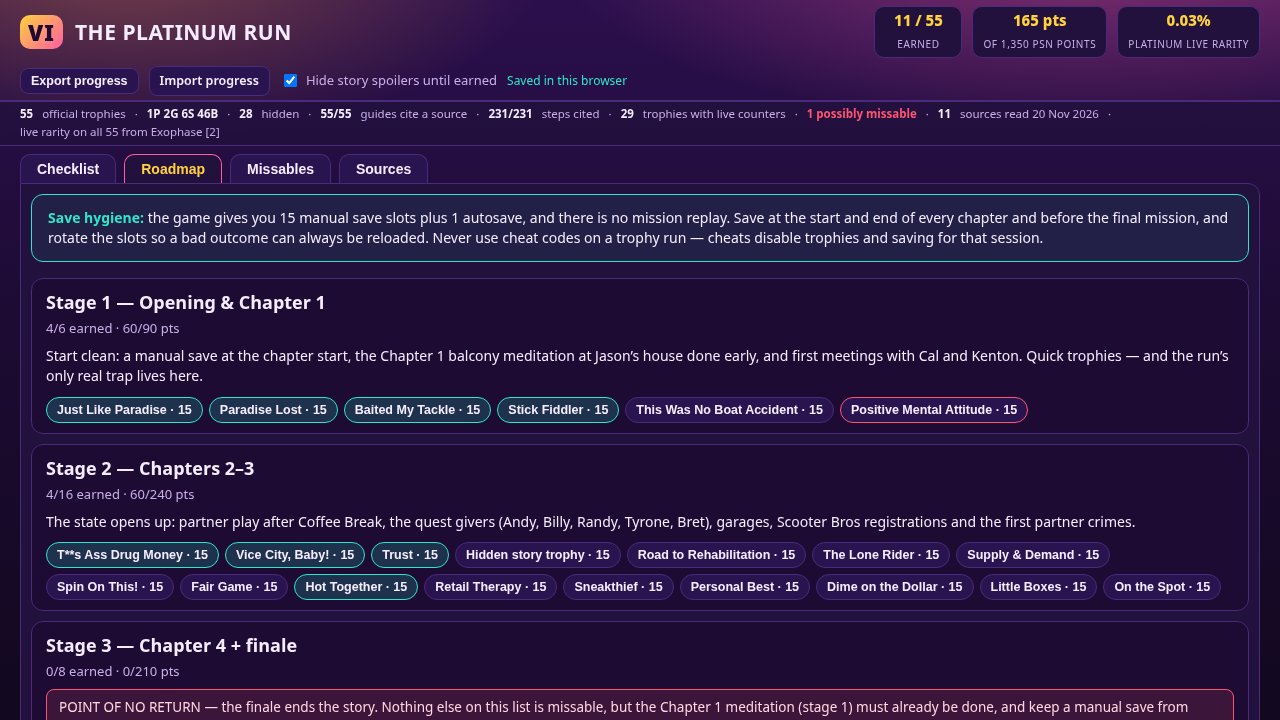 VI THE PLATINUM RUN
11 / 55
EARNED
165 pts
OF 1,350 PSN POINTS
0.03%
PLATINUM LIVE RARITY
Export progress Import progress Hide story spoilers until earned Saved in this browser
55 official trophies · 1P 2G 6S 46B · 28 hidden · 55/55 guides cite a source · 231/231 steps cited · 29 trophies with live counters · 1 possibly missable · 11 sources read 20 Nov 2026 ·
live rarity on all 55 from Exophase [2]
Checklist Roadmap Missables Sources
Save hygiene: the game gives you 15 manual save slots plus 1 autosave, and there is no mission replay. Save at the start and end of every chapter and before the final mission, and
rotate the slots so a bad outcome can always be reloaded. Never use cheat codes on a trophy run — cheats disable trophies and saving for that session.
Stage 1 — Opening & Chapter 1
4/6 earned · 60/90 pts
Start clean: a manual save at the chapter start, the Chapter 1 balcony meditation at Jason’s house done early, and first meetings with Cal and Kenton. Quick trophies — and the run’s
only real trap lives here.
Just Like Paradise · 15 Paradise Lost · 15 Baited My Tackle · 15 Stick Fiddler · 15 This Was No Boat Accident · 15 Positive Mental Attitude · 15
Stage 2 — Chapters 2–3
4/16 earned · 60/240 pts
The state opens up: partner play after Coffee Break, the quest givers (Andy, Billy, Randy, Tyrone, Bret), garages, Scooter Bros registrations and the first partner crimes.
T**s Ass Drug Money · 15 Vice City, Baby! · 15 Trust · 15 Hidden story trophy · 15 Road to Rehabilitation · 15 The Lone Rider · 15 Supply & Demand · 15
Spin On This! · 15 Fair Game · 15 Hot Together · 15 Retail Therapy · 15 Sneakthief · 15 Personal Best · 15 Dime on the Dollar · 15 Little Boxes · 15 On the Spot · 15
Stage 3 — Chapter 4 + finale
0/8 earned · 0/210 pts
POINT OF NO RETURN — the finale ends the story. Nothing else on this list is missable, but the Chapter 1 meditation (stage 1) must already be done, and keep a manual save from